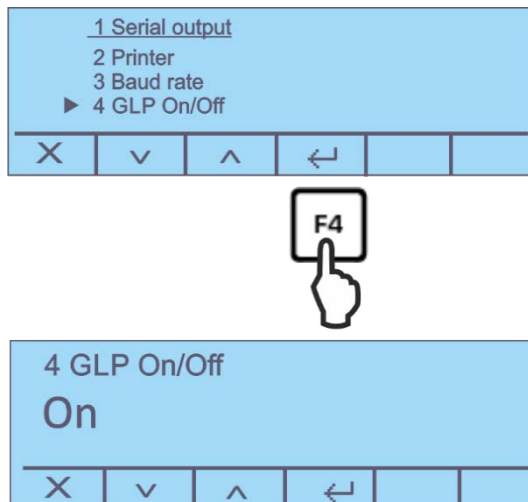 1 Serial output
2 Printer
3 Baud rate
▶ 4 GLP On/Off
X ∨ ∧ ↵
F4
4 GLP On/Off
On
X ∨ ∧ ↵